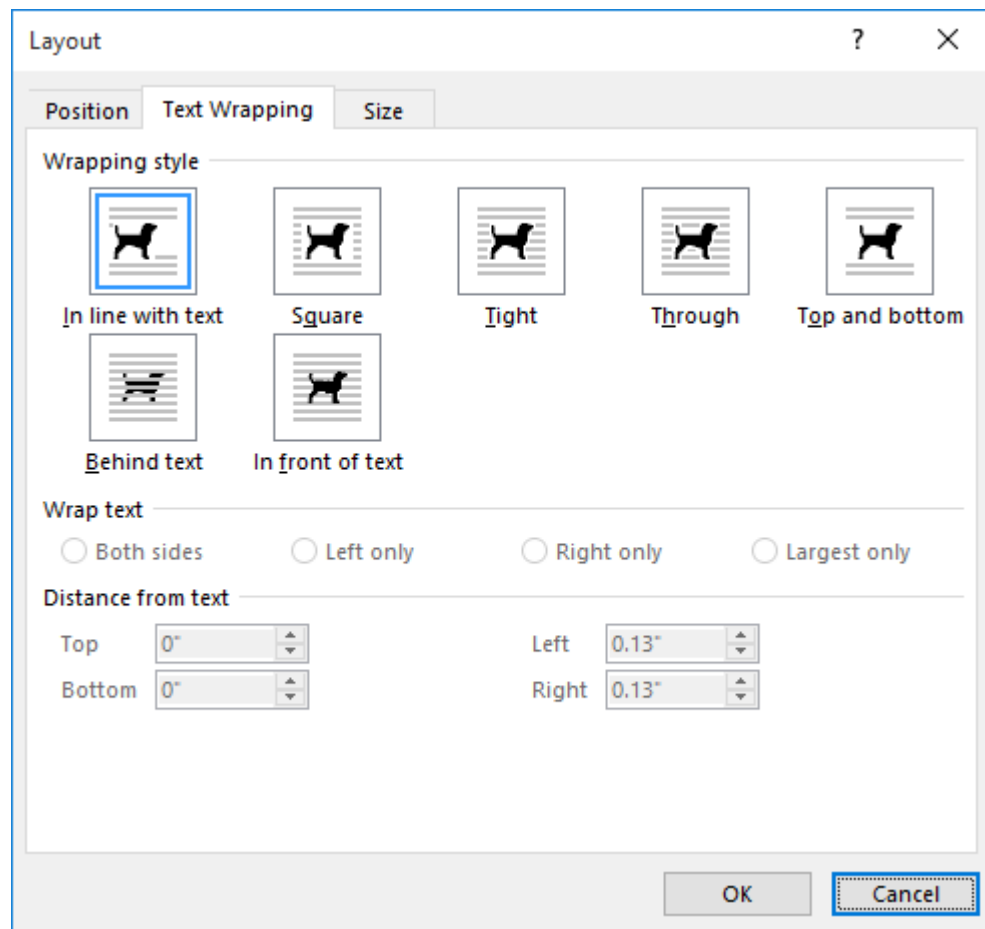 Layout ?
Position Text Wrapping Size
Wrapping style
In line with text Square Tight Through Top and bottom
Behind text In front of text
Wrap text
Both sides Left only Right only Largest only
Distance from text
Top 0" Left 0.13"
Bottom 0" Right 0.13"
OK Cancel